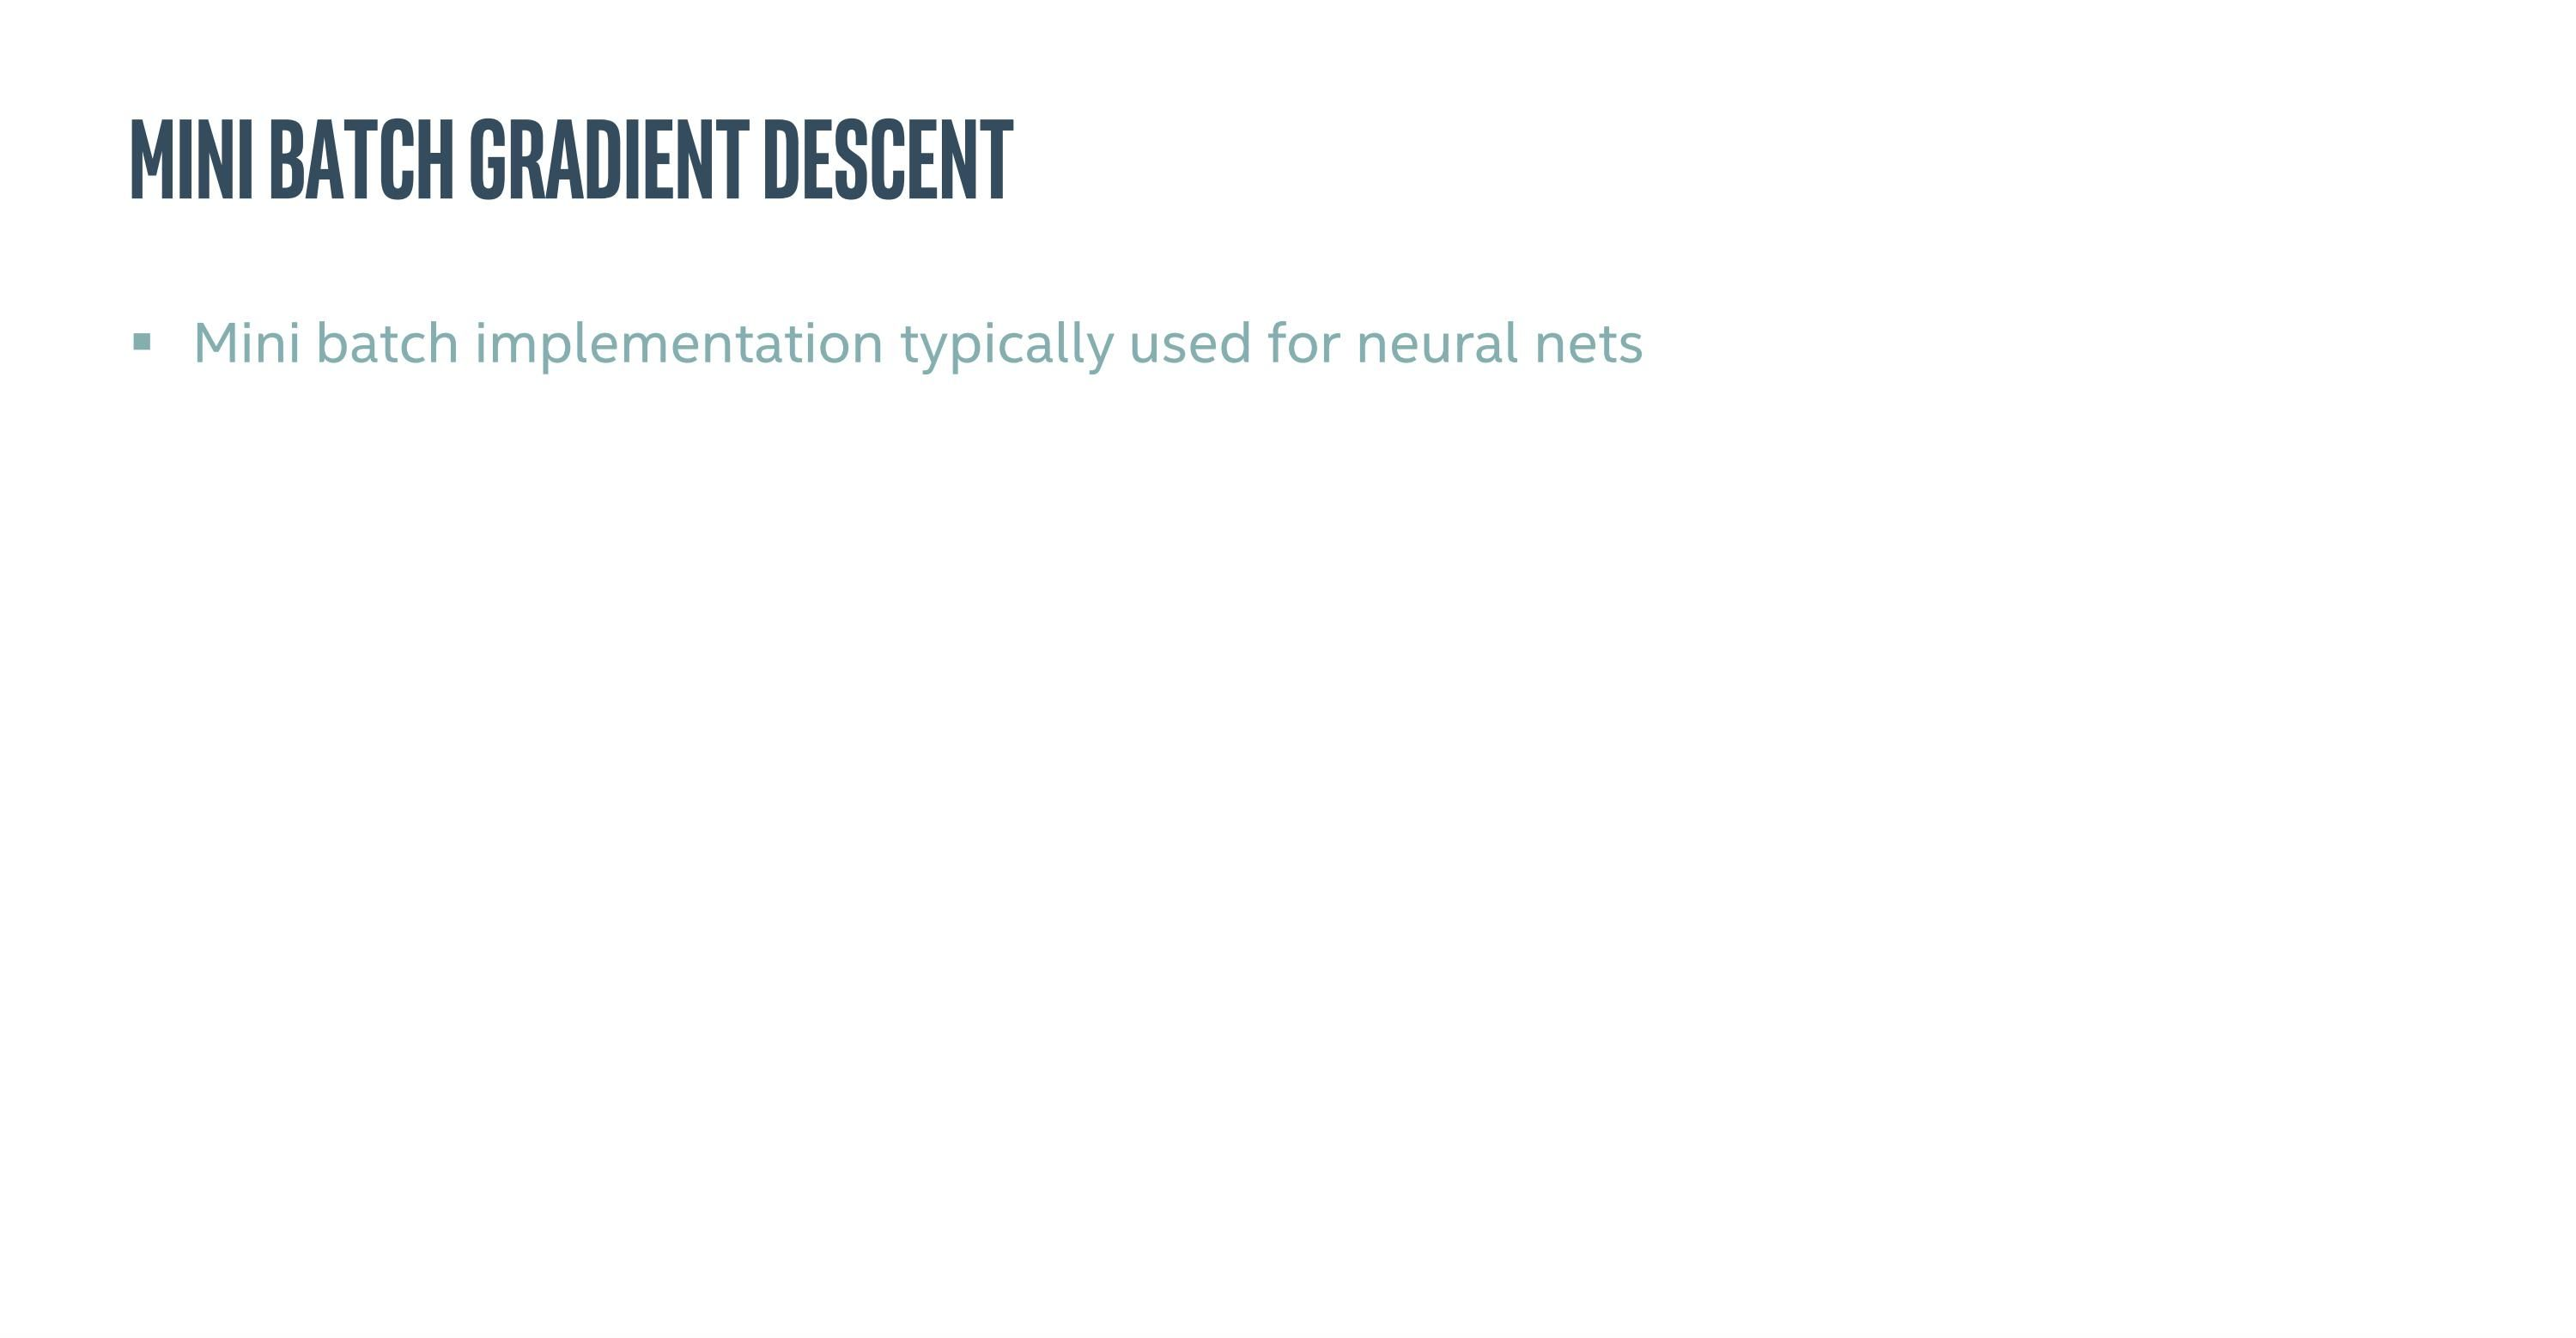 MINI BATCH GRADIENT DESCENT
▪ Mini batch implementation typically used for neural nets